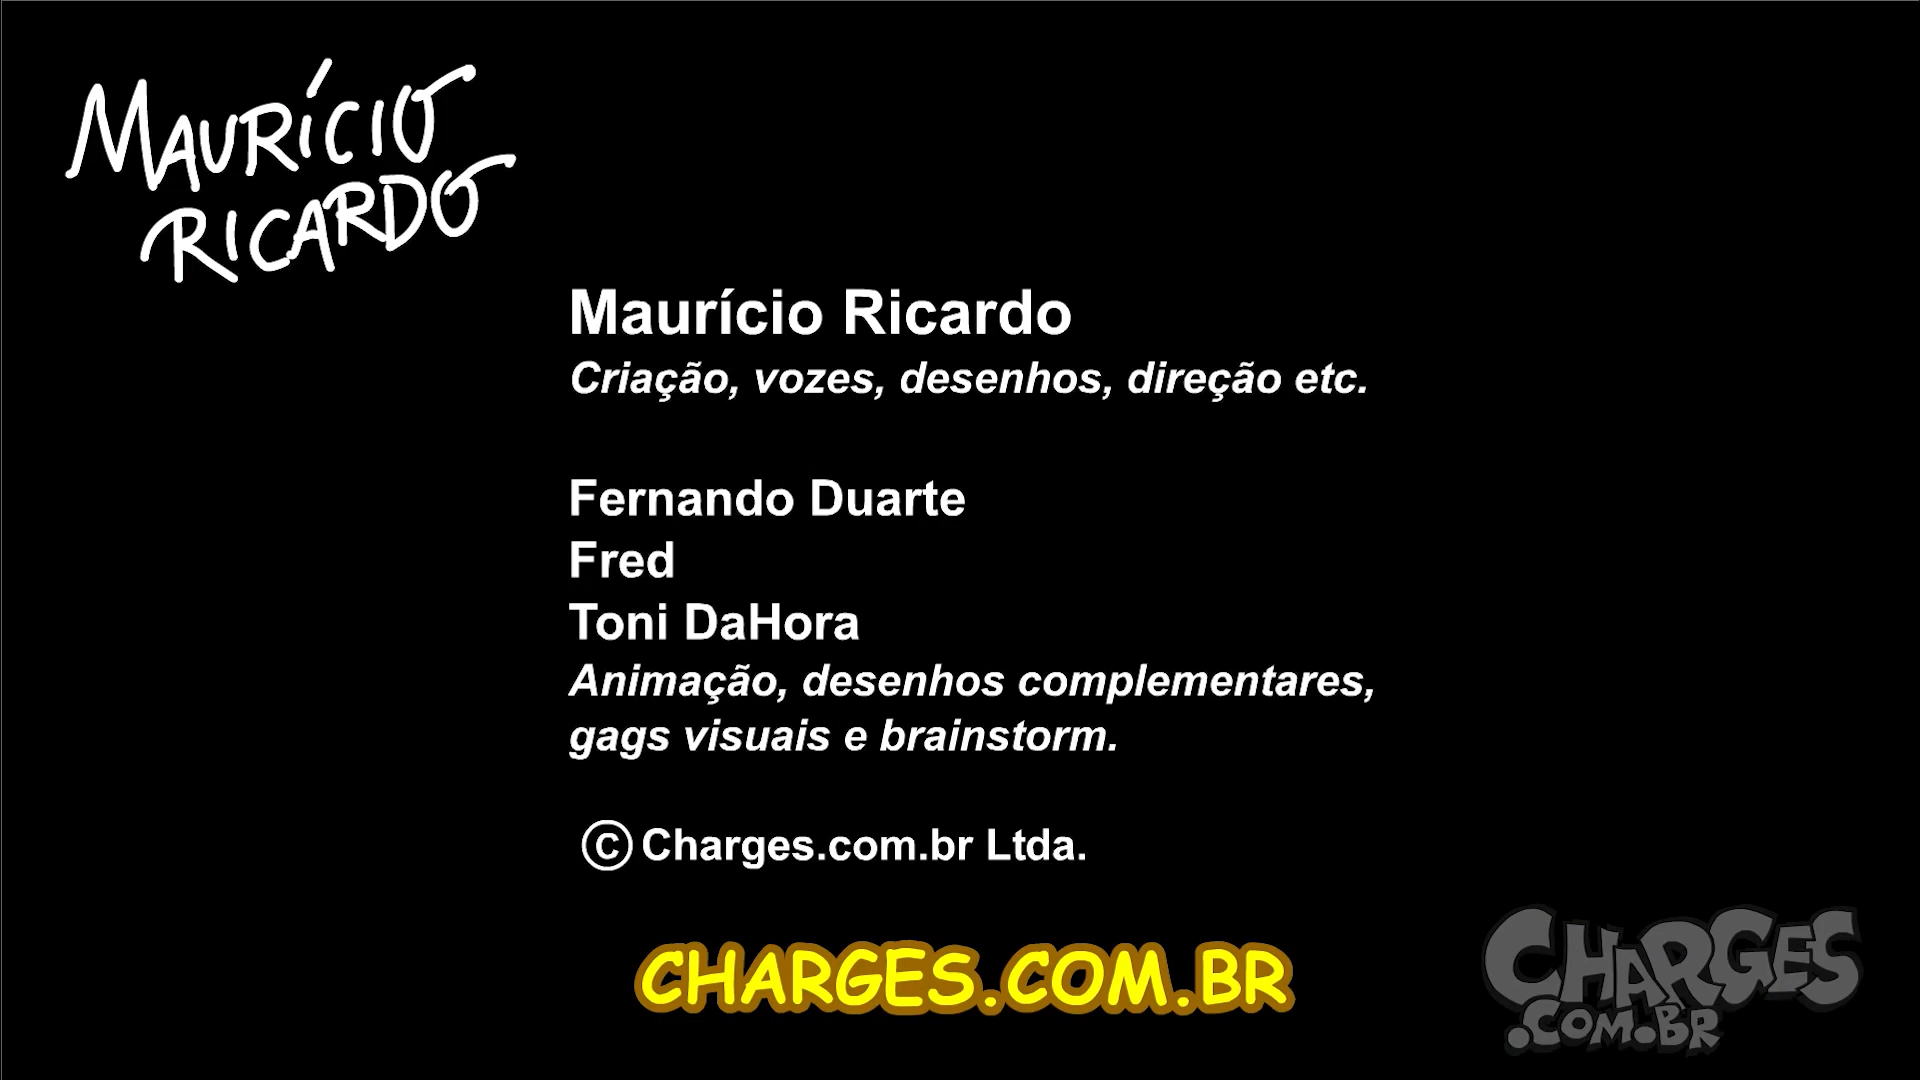 MAURÍCIO
RICARDO
Maurício Ricardo
Criação, vozes, desenhos, direção etc.
Fernando Duarte
Fred
Toni DaHora
Animação, desenhos complementares,
gags visuais e brainstorm.
© Charges.com.br Ltda.
CHARGES.COM.BR
CHARGES
.COM.BR